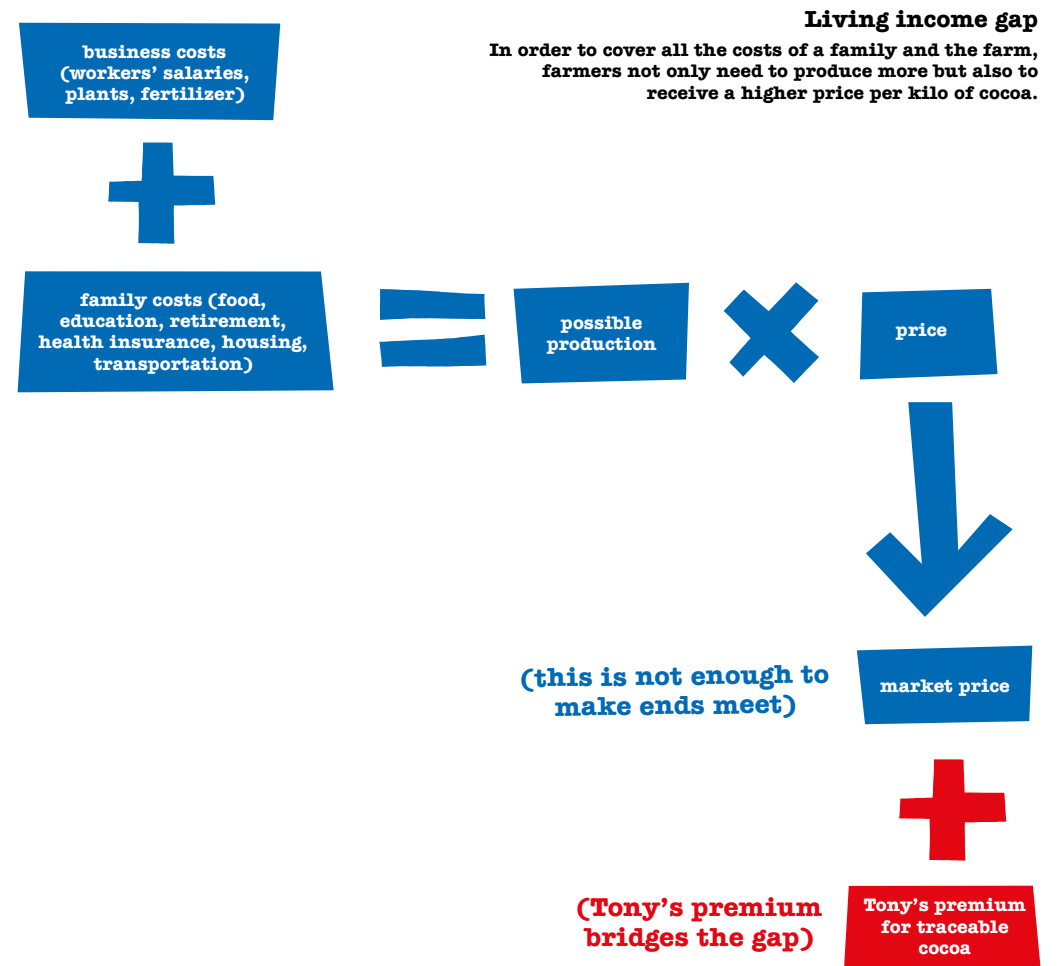 Living income gap
In order to cover all the costs of a family and the farm,
farmers not only need to produce more but also to
receive a higher price per kilo of cocoa.
business costs
(workers’ salaries,
plants, fertilizer)
family costs (food,
education, retirement,
health insurance, housing,
transportation)
possible
production
price
(this is not enough to
make ends meet)
market price
(Tony’s premium
bridges the gap)
Tony’s premium
for traceable
cocoa